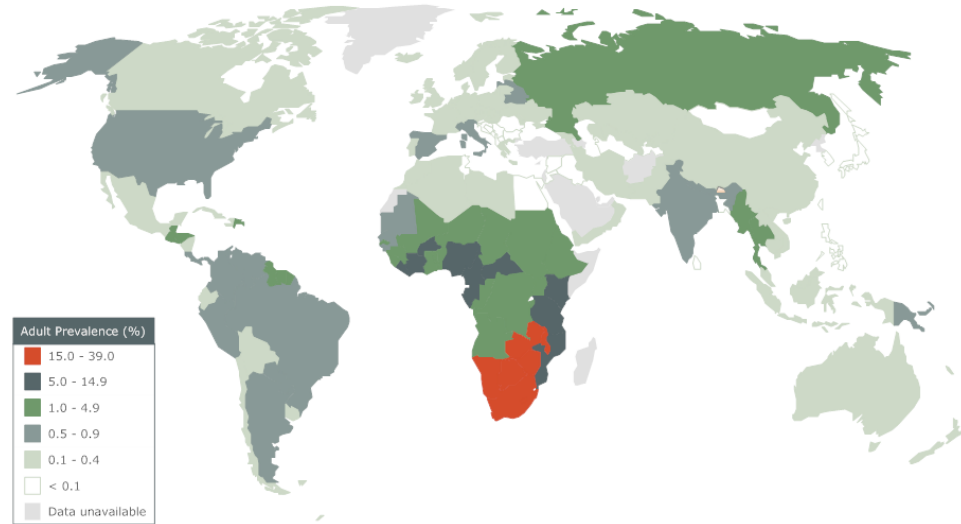 Adult Prevalence (%)
15.0 - 39.0
5.0 - 14.9
1.0 - 4.9
0.5 - 0.9
0.1 - 0.4
< 0.1
Data unavailable